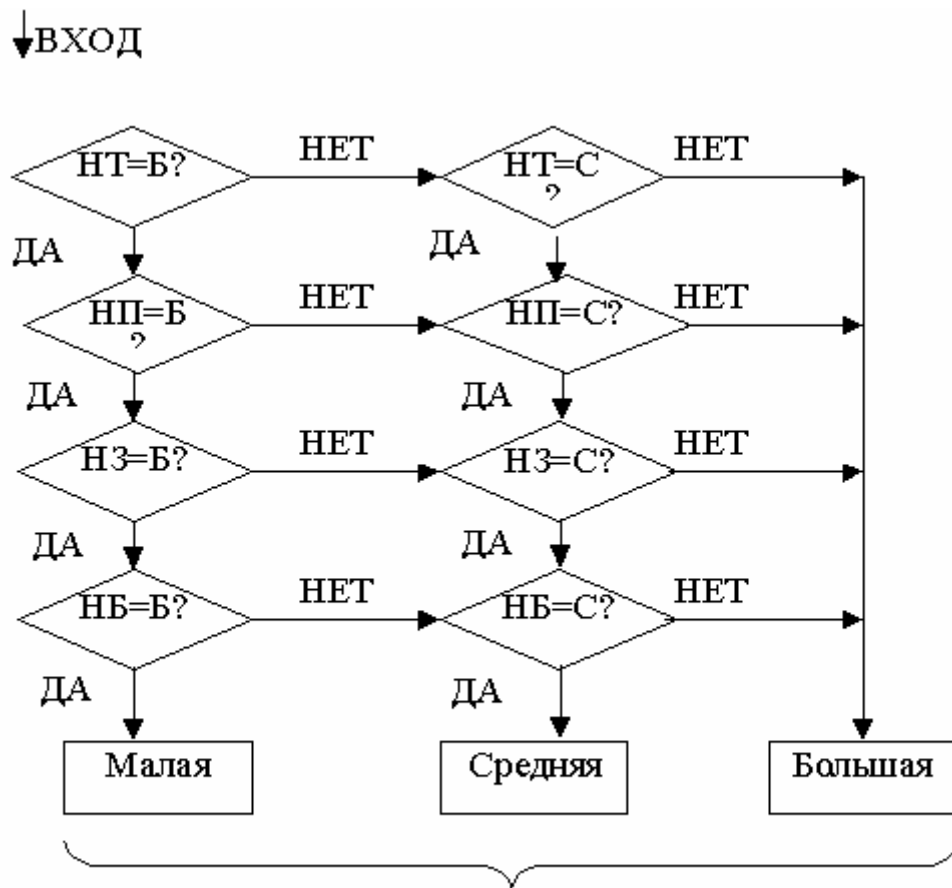 ВХОД
НТ=Б?
НЕТ
НТ=С
?
НЕТ
ДА
ДА
НП=Б
?
НЕТ
НП=С?
НЕТ
ДА
ДА
НЗ=Б?
НЕТ
НЗ=С?
НЕТ
ДА
ДА
НБ=Б?
НЕТ
НБ=С?
НЕТ
ДА
ДА
Малая
Средняя
Большая